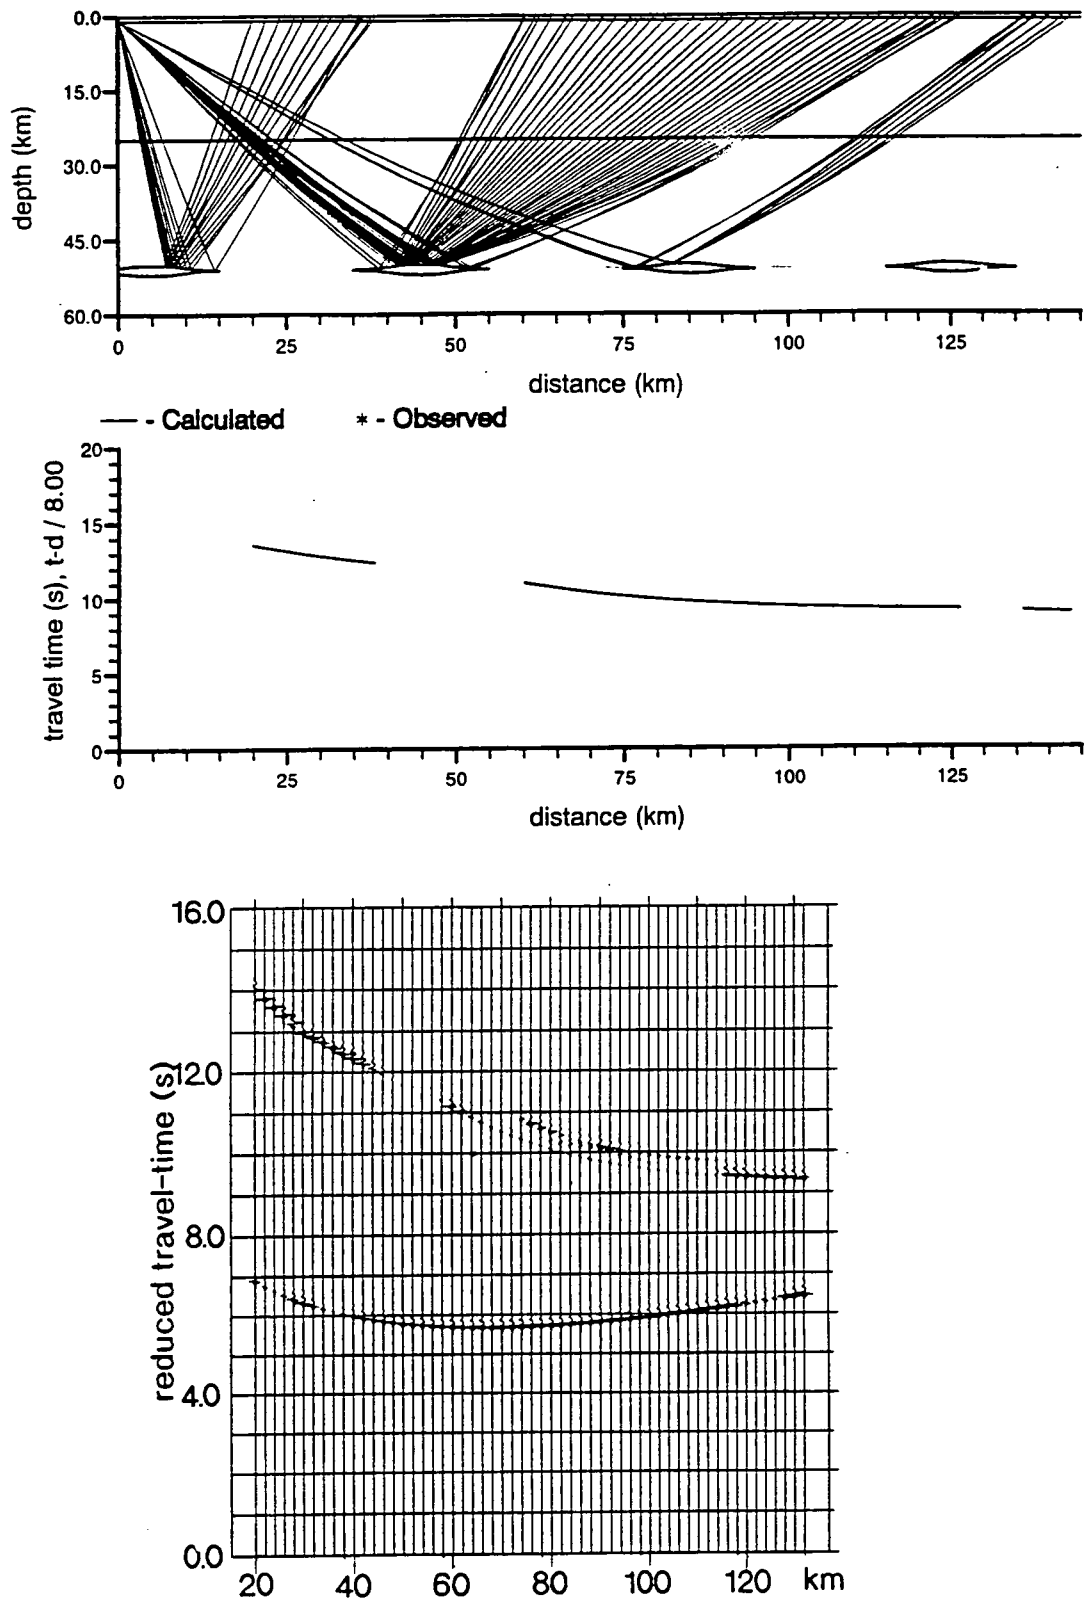 0.0
15.0
30.0
45.0
60.0
depth (km)
0 25 50 75 100 125
distance (km)
— - Calculated * - Observed
20
15
10
5
0
travel time (s), t-d / 8.00
0 25 50 75 100 125
distance (km)
16.0
12.0
8.0
4.0
0.0
reduced travel-time (s)
20 40 60 80 100 120 km